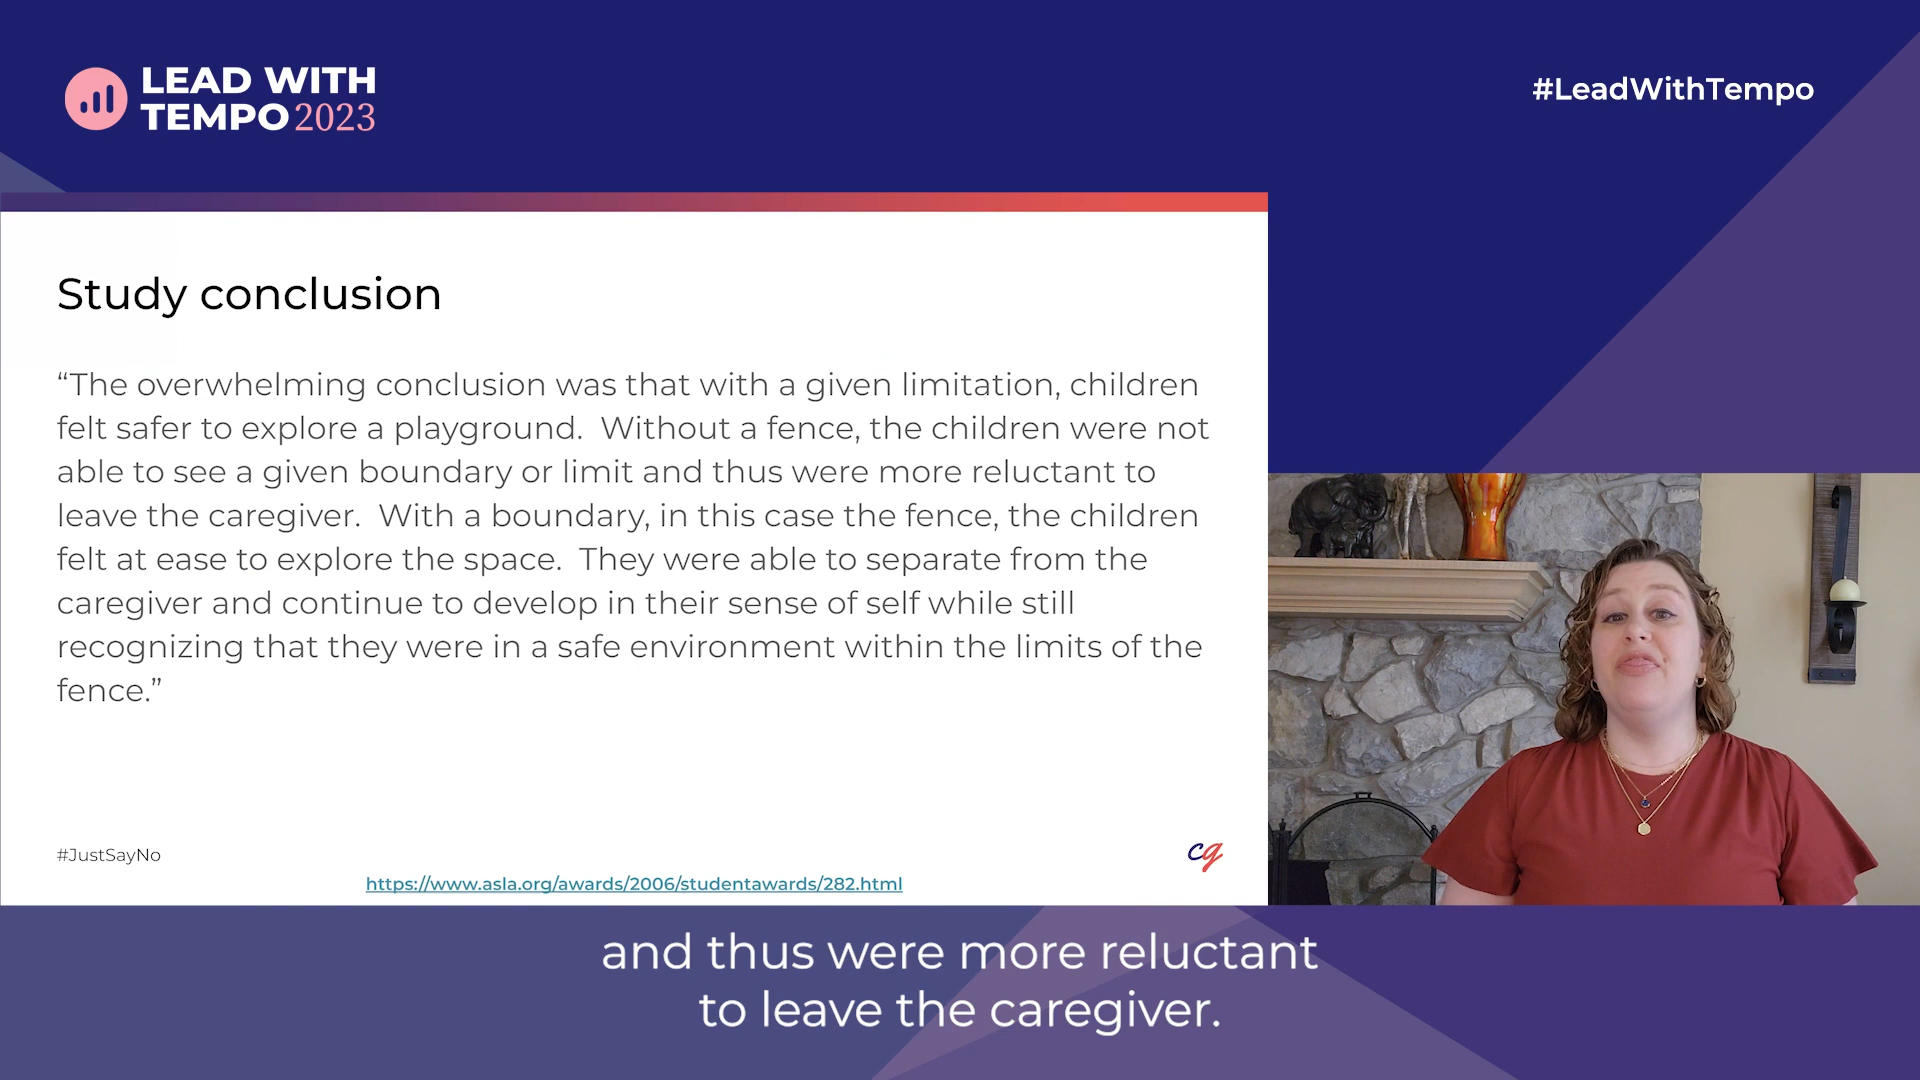 LEAD WITH
TEMPO 2023
#LeadWithTempo
Study conclusion
“The overwhelming conclusion was that with a given limitation, children
felt safer to explore a playground.  Without a fence, the children were not
able to see a given boundary or limit and thus were more reluctant to
leave the caregiver.  With a boundary, in this case the fence, the children
felt at ease to explore the space.  They were able to separate from the
caregiver and continue to develop in their sense of self while still
recognizing that they were in a safe environment within the limits of the
fence.”
#JustSayNo
cg
https://www.asla.org/awards/2006/studentawards/282.html
and thus were more reluctant
to leave the caregiver.